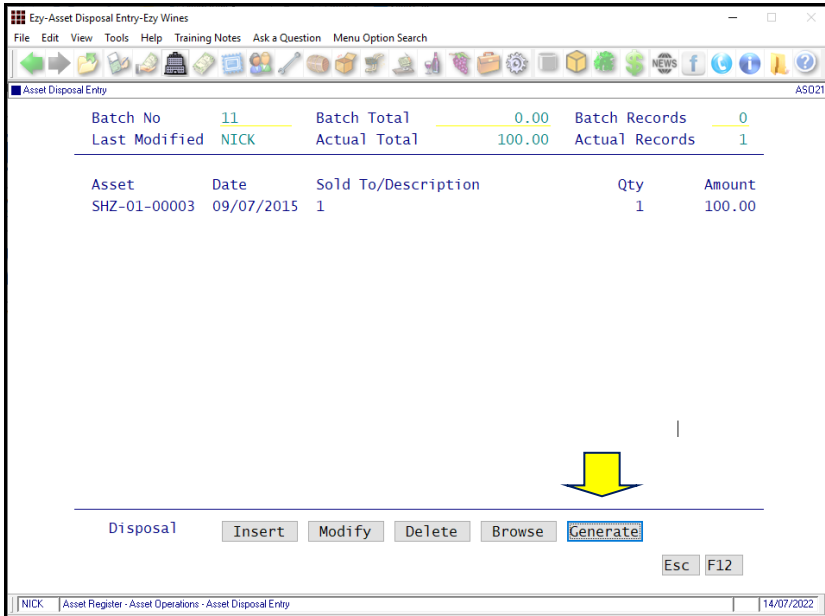 Ezy-Asset Disposal Entry-Ezy Wines
File Edit View Tools Help Training Notes Ask a Question Menu Option Search
NEWS f i ?
Asset Disposal Entry AS021
Batch No 11 Batch Total 0.00 Batch Records 0
Last Modified NICK Actual Total 100.00 Actual Records 1
Asset Date Sold To/Description Qty Amount
SHZ-01-00003 09/07/2015 1 1 100.00
Disposal Insert Modify Delete Browse Generate
Esc F12
NICK Asset Register - Asset Operations - Asset Disposal Entry 14/07/2022